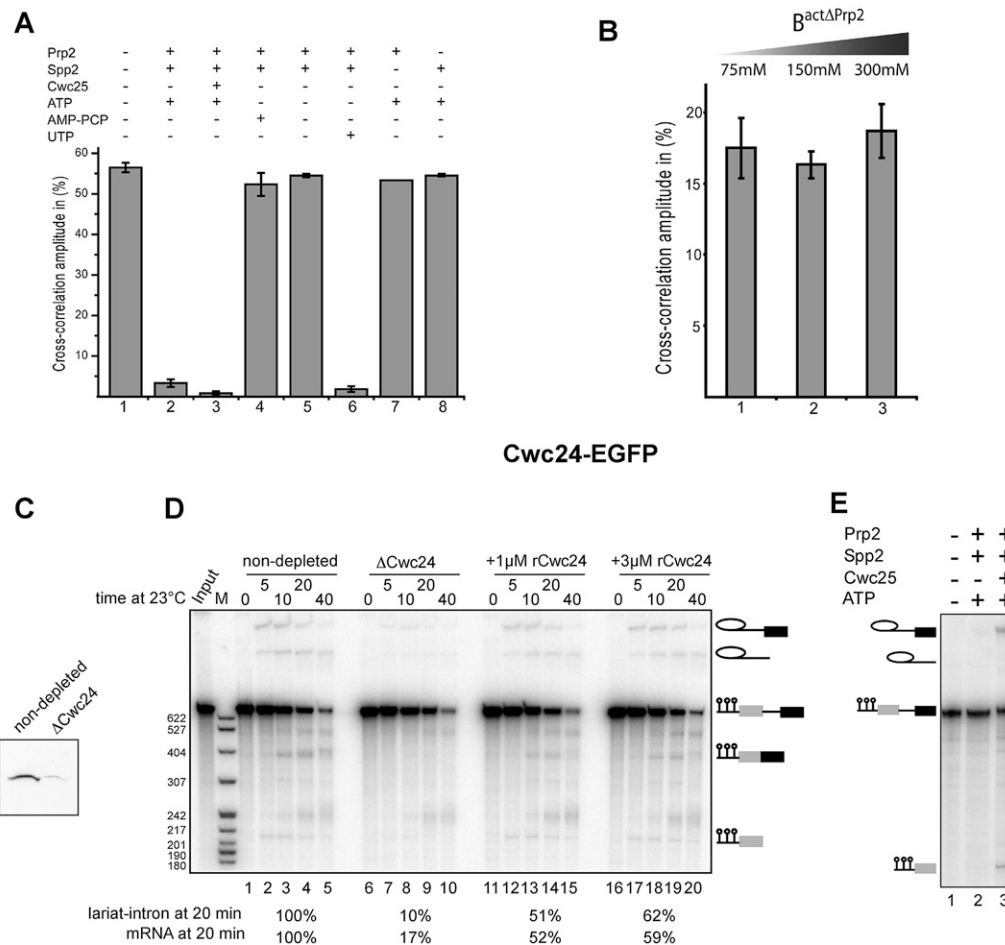 A
Prp2 - + + + + + + -
Spp2 - + + + + + - +
Cwc25 - - + - - - - -
ATP - + + - - - + +
AMP-PCP - - - + - - - -
UTP - - - - - + - -
Cross-correlation amplitude in (%)
60
50
40
30
20
10
1 2 3 4 5 6 7 8
B
BactΔPrp2
75mM 150mM 300mM
Cross-correlation amplitude in (%)
20
15
10
5
1 2 3
Cwc24-EGFP
C
non-depleted
ΔCwc24
D
non-depleted ΔCwc24 +1µM rCwc24 +3µM rCwc24
5 20 5 20 5 20 5 20
time at 23°C Input M 0 10 40 0 10 40 0 10 40 0 10 40
622
527
404
307
242
217
201
190
180
1 2 3 4 5 6 7 8 9 10 11 12 13 14 15 16 17 18 19 20
lariat-intron at 20 min 100% 10% 51% 62%
mRNA at 20 min 100% 17% 52% 59%
E
Prp2 - + +
Spp2 - + +
Cwc25 - - +
ATP - + +
1 2 3